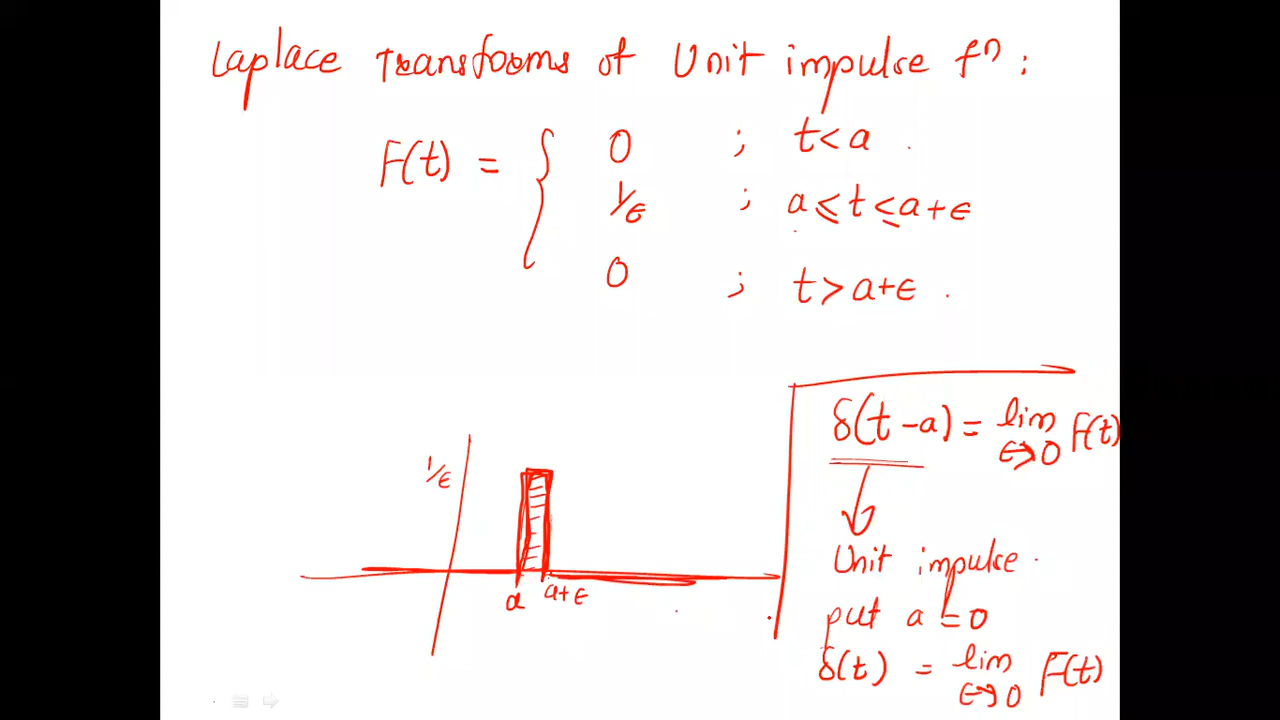 Laplace Transforms of Unit impulse fⁿ :
F(t) = { 0 ; t < a .
1/ϵ ; a ≤ t ≤ a+ϵ
0 ; t > a+ϵ .
δ(t-a) = lim ϵ→0 F(t)
1/ϵ
Unit impulse .
a a+ϵ
put a = 0
δ(t) = lim ϵ→0 F(t)